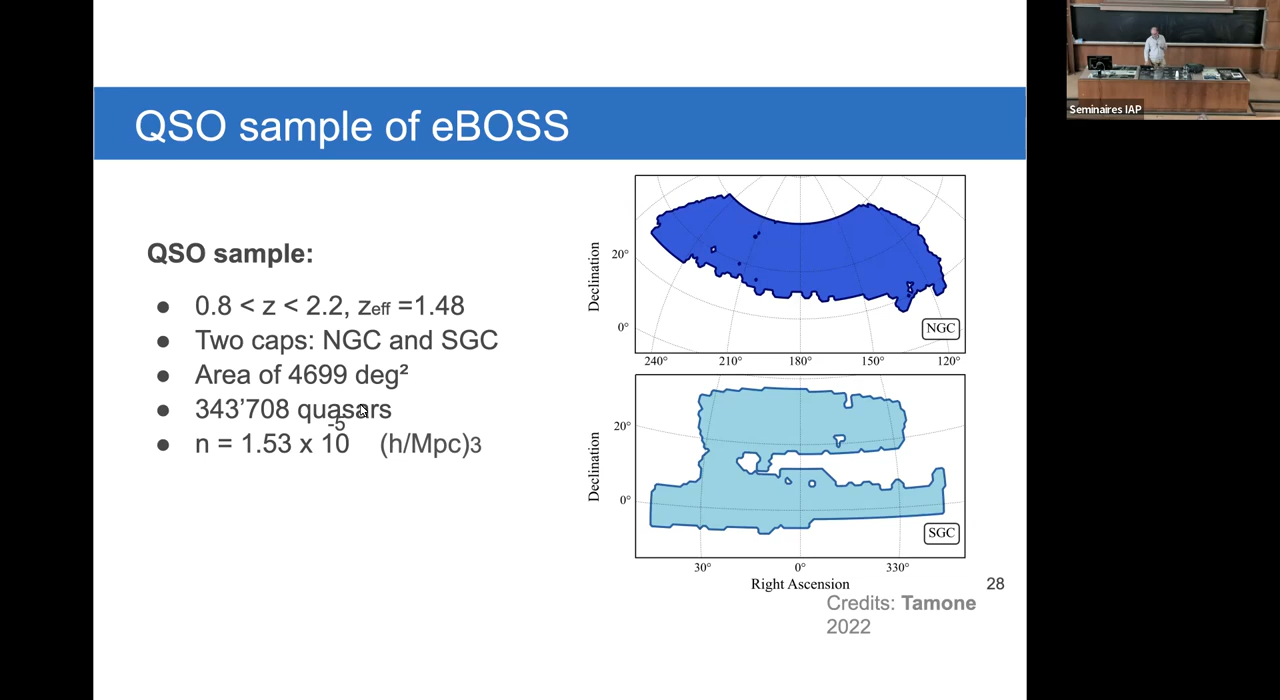 QSO sample of eBOSS
QSO sample:
● 0.8 < z < 2.2, zeff =1.48
● Two caps: NGC and SGC
● Area of 4699 deg²
● 343’708 quasars
● n = 1.53 x 10-5 (h/Mpc)3
Declination
20°
0°
NGC
240° 210° 180° 150° 120°
Declination
20°
0°
SGC
30° 0° 330°
Right Ascension
28
Credits: Tamone
2022
Seminaires IAP